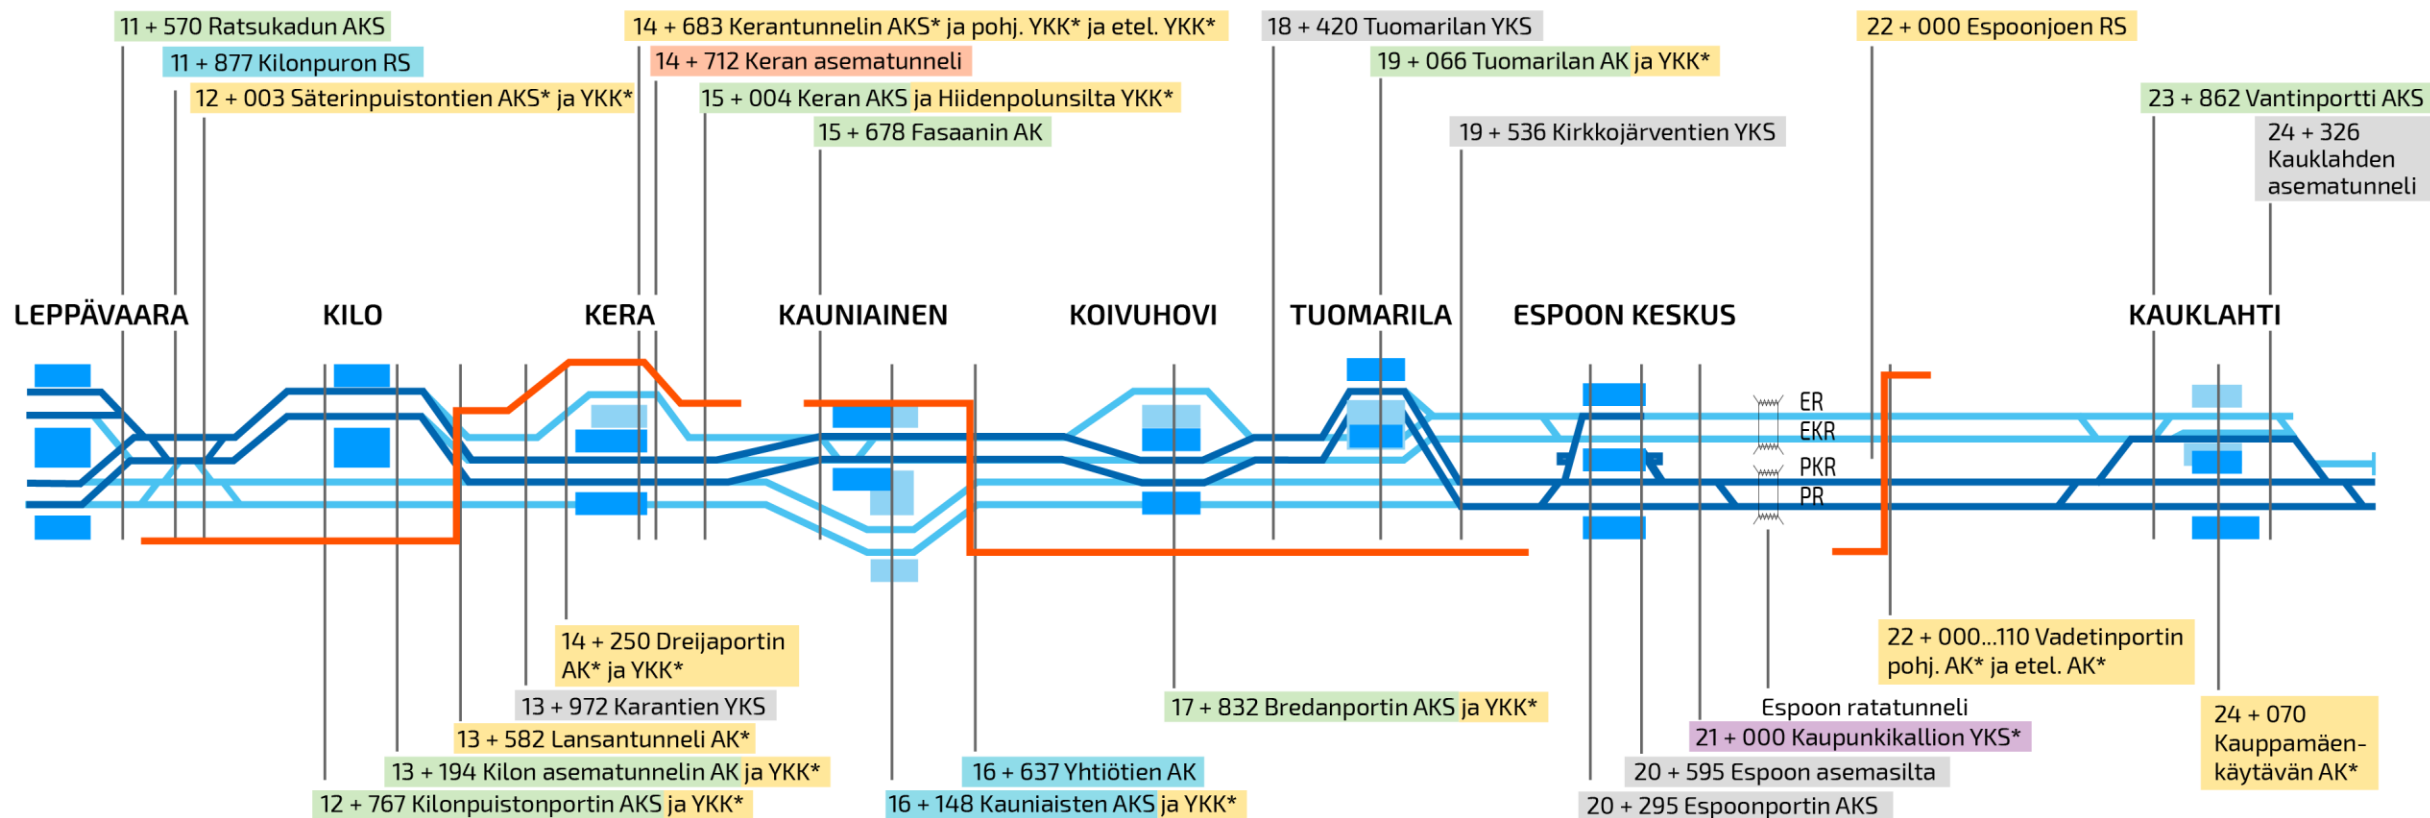 11 + 570 Ratsukadun AKS
11 + 877 Kilonpuron RS
12 + 003 Säterinpuistontien AKS* ja YKK*
14 + 683 Kerantunnelin AKS* ja pohj. YKK* ja etel. YKK*
14 + 712 Keran asematunneli
15 + 004 Keran AKS ja Hiidenpolunsilta YKK*
15 + 678 Fasaanin AK
18 + 420 Tuomarilan YKS
19 + 066 Tuomarilan AK ja YKK*
19 + 536 Kirkkojärventien YKS
22 + 000 Espoonjoen RS
23 + 862 Vantinportti AKS
24 + 326
Kauklahden
asematunneli
LEPPÄVAARA
KILO
KERA
KAUNIAINEN
KOIVUHOVI
TUOMARILA
ESPOON KESKUS
KAUKLAHTI
ER
EKR
PKR
PR
14 + 250 Dreijaportin
AK* ja YKK*
13 + 972 Karantien YKS
13 + 582 Lansantunneli AK*
13 + 194 Kilon asematunnelin AK ja YKK*
12 + 767 Kilonpuistonportin AKS ja YKK*
16 + 637 Yhtiötien AK
16 + 148 Kauniaisten AKS ja YKK*
17 + 832 Bredanportin AKS ja YKK*
22 + 000...110 Vadetinportin
pohj. AK* ja etel. AK*
Espoon ratatunneli
21 + 000 Kaupunkikallion YKS*
20 + 595 Espoon asemasilta
20 + 295 Espoonportin AKS
24 + 070
Kauppamäen-
käytävän AK*